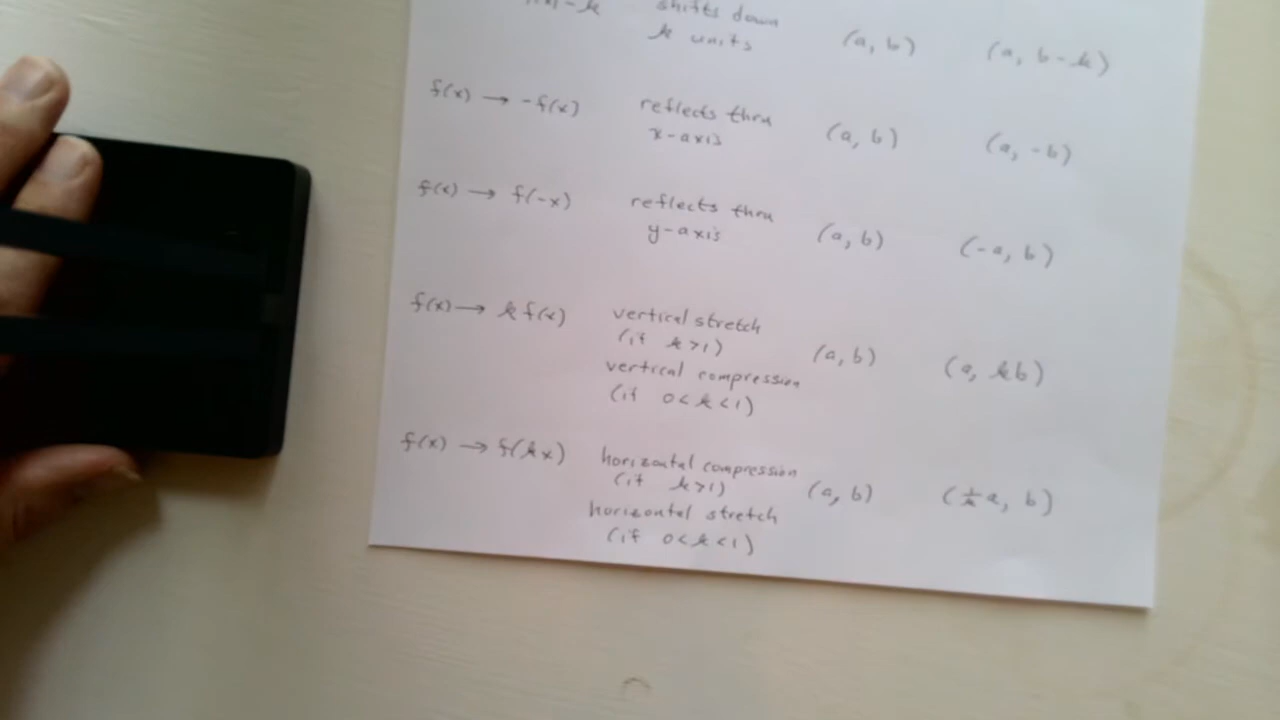 - k shifts down
k units (a, b) (a, b-k)
f(x) → -f(x) reflects thru
x-axis (a, b) (a, -b)
f(x) → f(-x) reflects thru
y-axis (a, b) (-a, b)
f(x) → k f(x) vertical stretch
(if k>1) (a, b) (a, kb)
vertical compression
(if 0<k<1)
f(x) → f(kx) horizontal compression
(if k>1) (a, b) (1/k a, b)
horizontal stretch
(if 0<k<1)